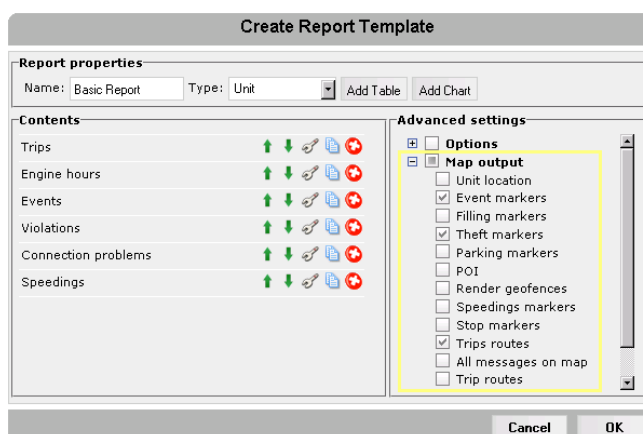 Create Report Template
Report properties
Name: Basic Report Type: Unit Add Table Add Chart
Contents
Trips
Engine hours
Events
Violations
Connection problems
Speedings
Advanced settings
Options
Map output
Unit location
Event markers
Filling markers
Theft markers
Parking markers
POI
Render geofences
Speedings markers
Stop markers
Trips routes
All messages on map
Trip routes
Cancel OK